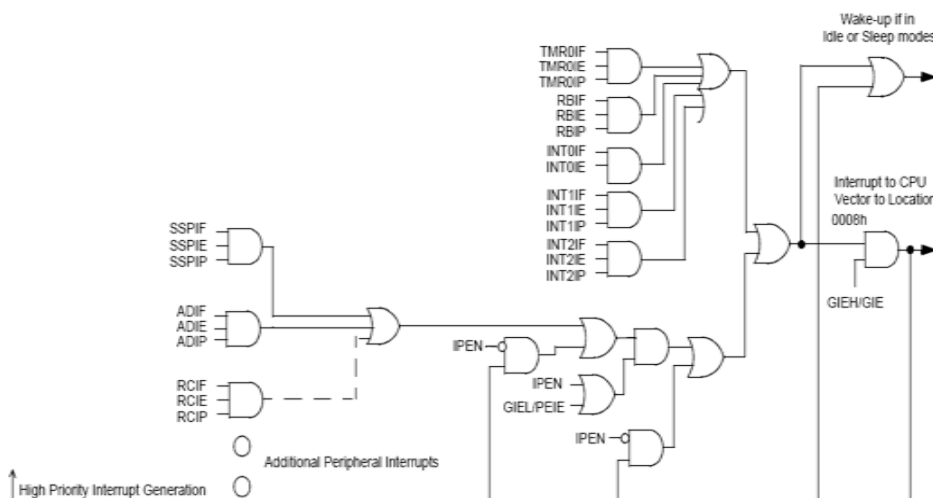 Wake-up if in
Idle or Sleep modes
TMR0IF
TMR0IE
TMR0IP
RBIF
RBIE
RBIP
INT0IF
INT0IE
INT1IF
INT1IE
INT1IP
INT2IF
INT2IE
INT2IP
Interrupt to CPU
Vector to Location
0008h
GIEH/GIE
SSPIF
SSPIE
SSPIP
ADIF
ADIE
ADIP
RCIF
RCIE
RCIP
IPEN
IPEN
GIEL/PEIE
IPEN
Additional Peripheral Interrupts
High Priority Interrupt Generation